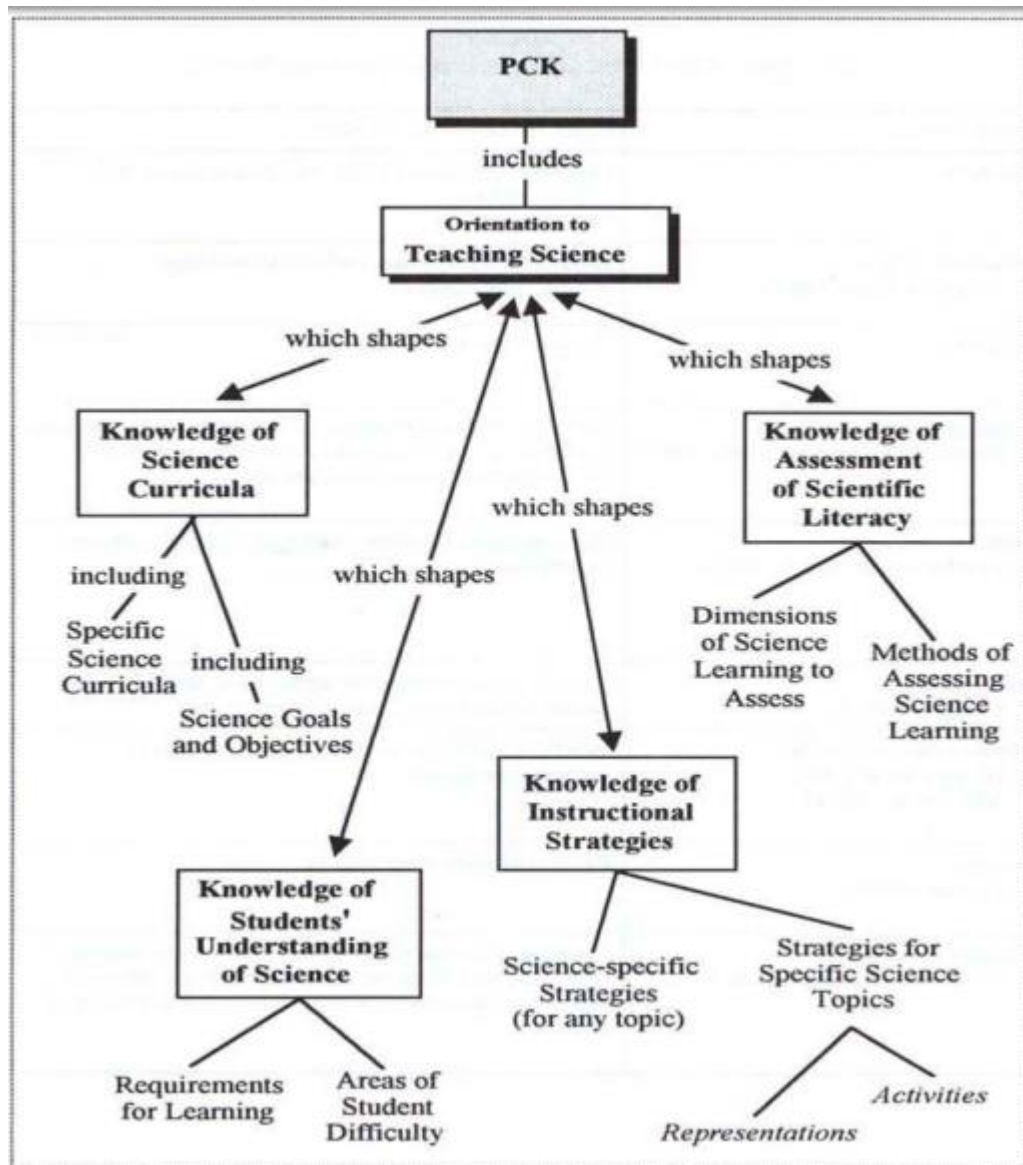 PCK
includes
Orientation to
Teaching Science
which shapes
which shapes
Knowledge of
Science
Curricula
Knowledge of
Assessment
of Scientific
Literacy
which shapes
which shapes
including
Specific
Science
Curricula
including
Science Goals
and Objectives
Dimensions
of Science
Learning to
Assess
Methods of
Assessing
Science
Learning
Knowledge of
Instructional
Strategies
Knowledge of
Students'
Understanding
of Science
Science-specific
Strategies
(for any topic)
Strategies for
Specific Science
Topics
Requirements
for Learning
Areas of
Student
Difficulty
Representations
Activities